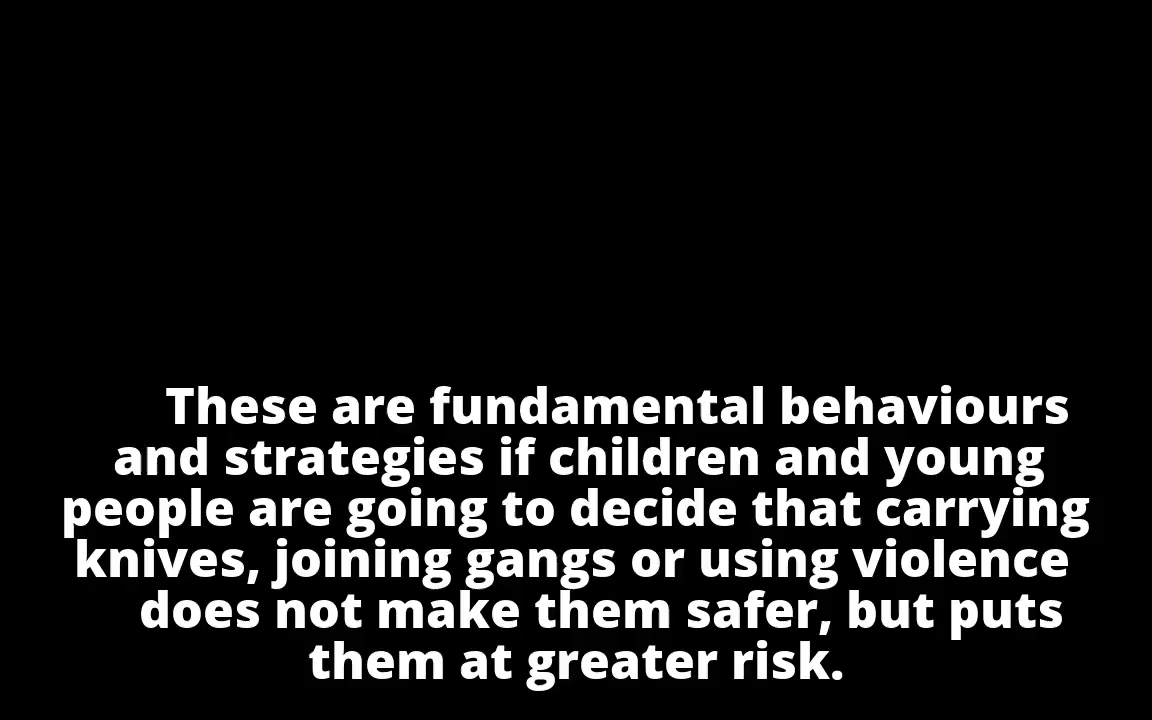 These are fundamental behaviours
and strategies if children and young
people are going to decide that carrying
knives, joining gangs or using violence
does not make them safer, but puts
them at greater risk.